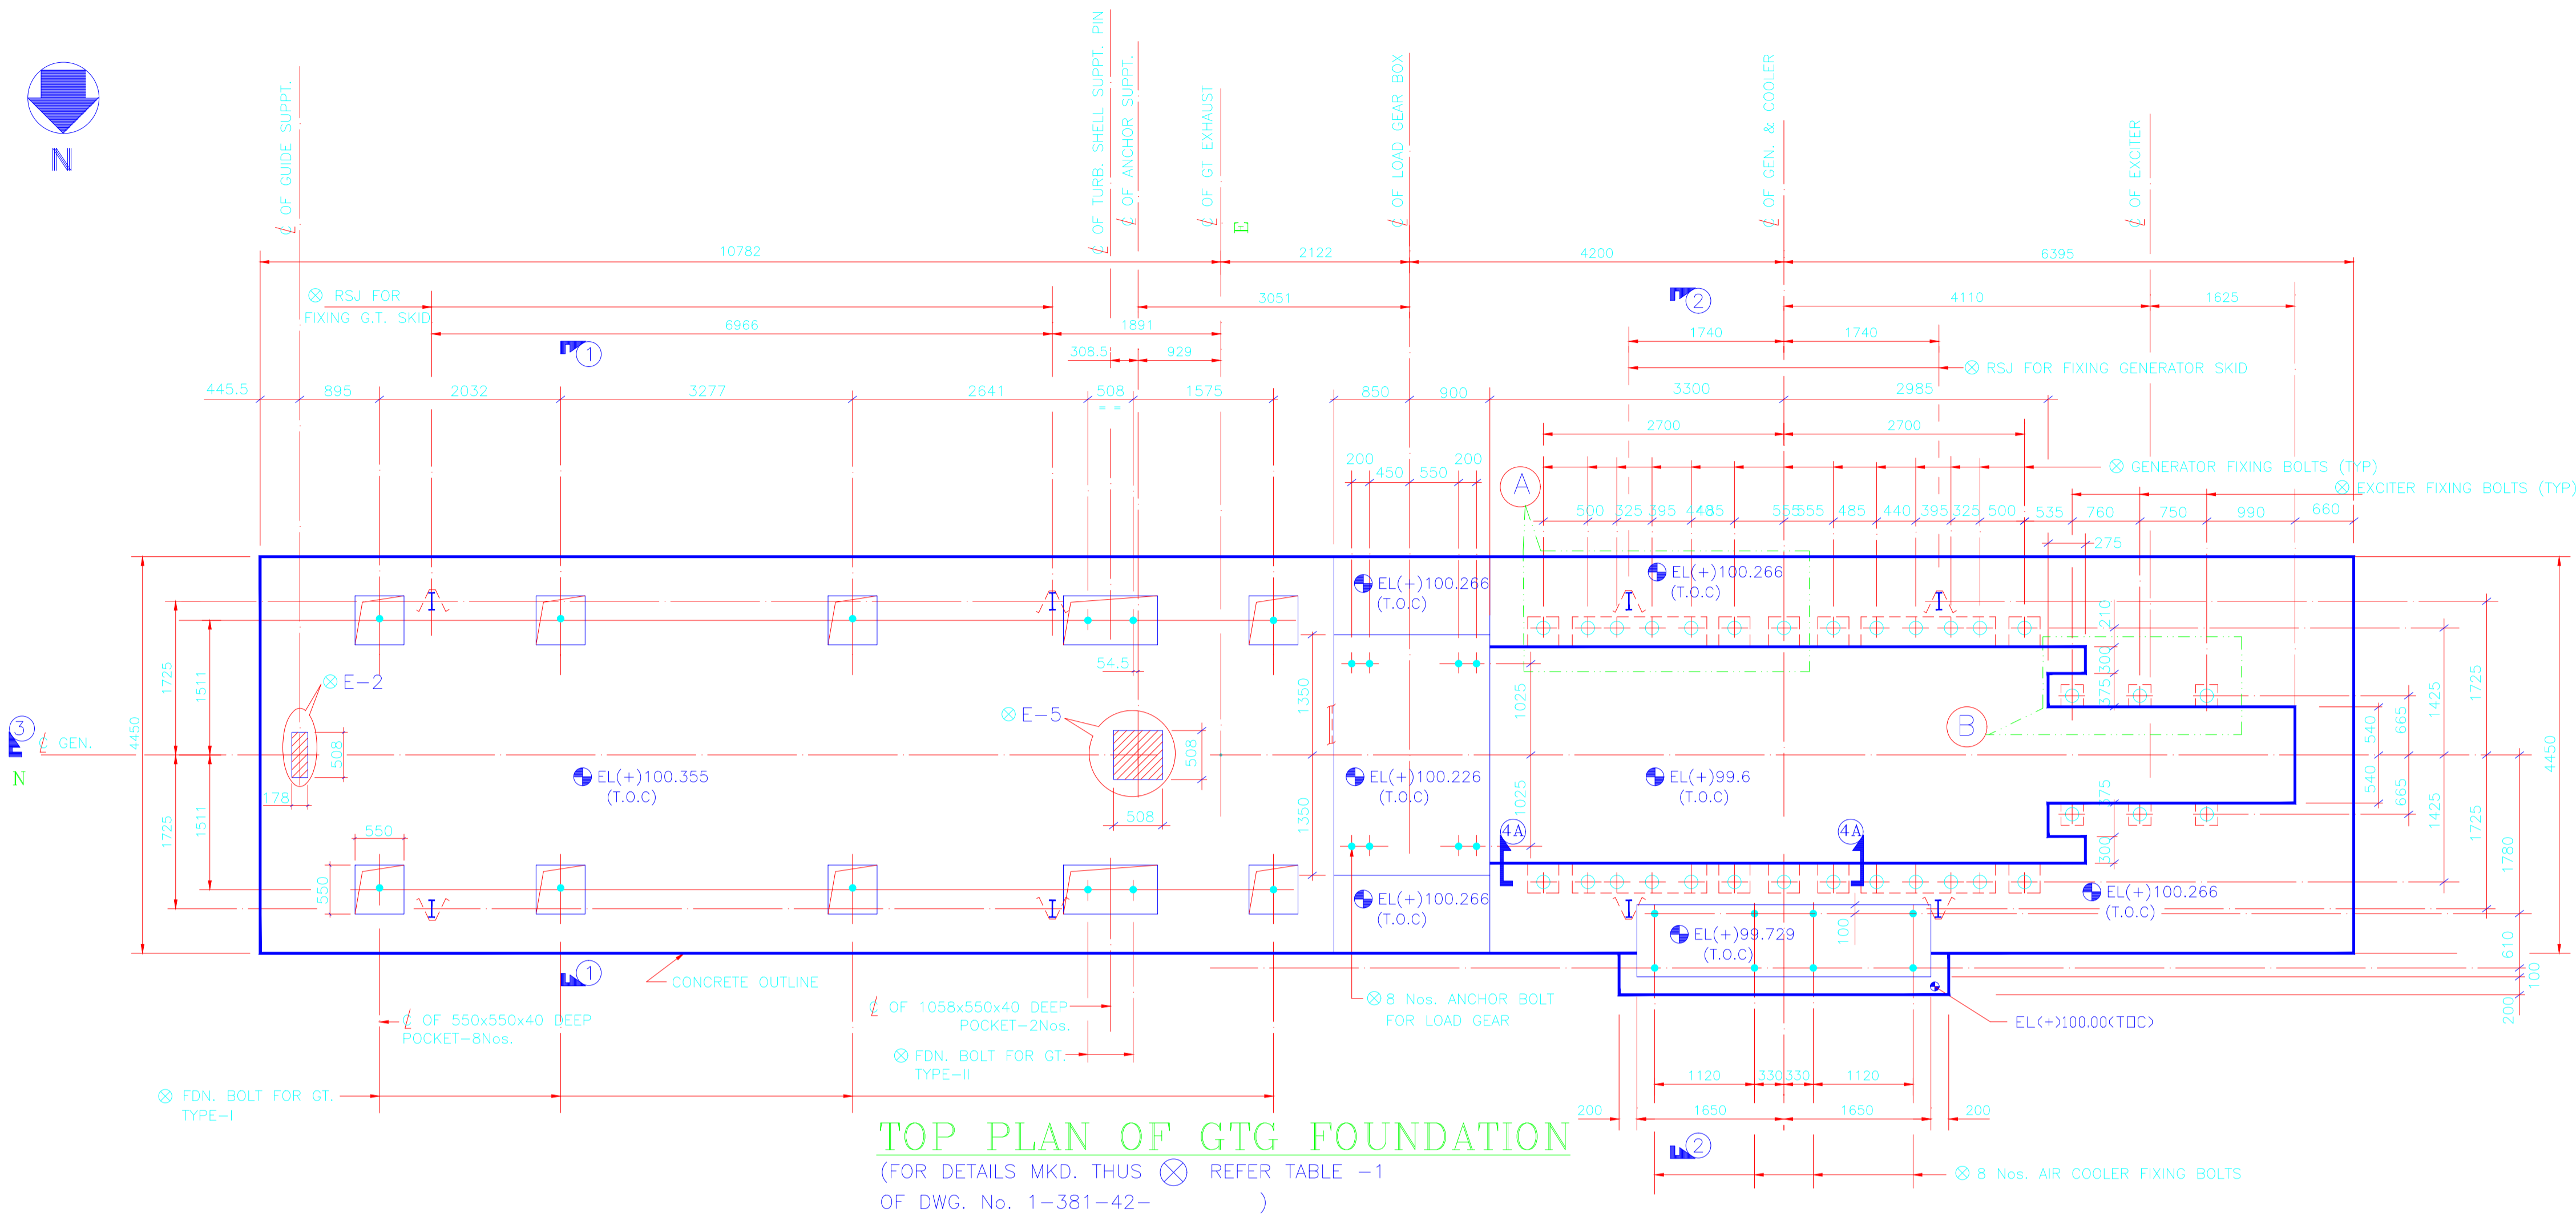 N
℄ OF GUIDE SUPPT.
℄ OF TURB. SHELL SUPPT. PIN
℄ OF ANCHOR SUPPT.
℄ OF GT EXHAUST
E
℄ OF LOAD GEAR BOX
℄ OF GEN. & COOLER
℄ OF EXCITER
10782
2122
4200
6395
RSJ FOR
FIXING G.T. SKID
3051
2
4110
1625
6966
1891
1740
1740
1
308.5
929
RSJ FOR FIXING GENERATOR SKID
445.5
895
2032
3277
2641
508
1575
850
900
3300
2985
= =
2700
2700
200
200
450
550
GENERATOR FIXING BOLTS (TYP)
A
EXCITER FIXING BOLTS (TYP)
500
325
395
440
485
555
555
485
440
395
325
500
535
760
750
990
660
275
EL(+)100.266
(T.O.C)
EL(+)100.266
(T.O.C)
210
300
375
54.5
1725
1511
4450
E-2
E-5
1350
1025
1425
1725
665
540
B
3
℄ GEN.
N
508
178
EL(+)100.355
(T.O.C)
508
508
EL(+)100.226
(T.O.C)
EL(+)99.6
(T.O.C)
4450
1725
1511
550
550
1350
1025
4A
4A
375
300
540
665
1425
1725
1780
EL(+)100.266
(T.O.C)
EL(+)100.266
(T.O.C)
EL(+)99.729
(T.O.C)
100
610
100
200
1
CONCRETE OUTLINE
℄ OF 550x550x40 DEEP
POCKET-8Nos.
℄ OF 1058x550x40 DEEP
POCKET-2Nos.
8 Nos. ANCHOR BOLT
FOR LOAD GEAR
EL(+)100.00(TOC)
FDN. BOLT FOR GT.
TYPE-II
FDN. BOLT FOR GT.
TYPE-I
1120
330
330
1120
200
1650
1650
200
TOP PLAN OF GTG FOUNDATION
2
(FOR DETAILS MKD. THUS ⊗ REFER TABLE -1
OF DWG. No. 1-381-42- )
8 Nos. AIR COOLER FIXING BOLTS